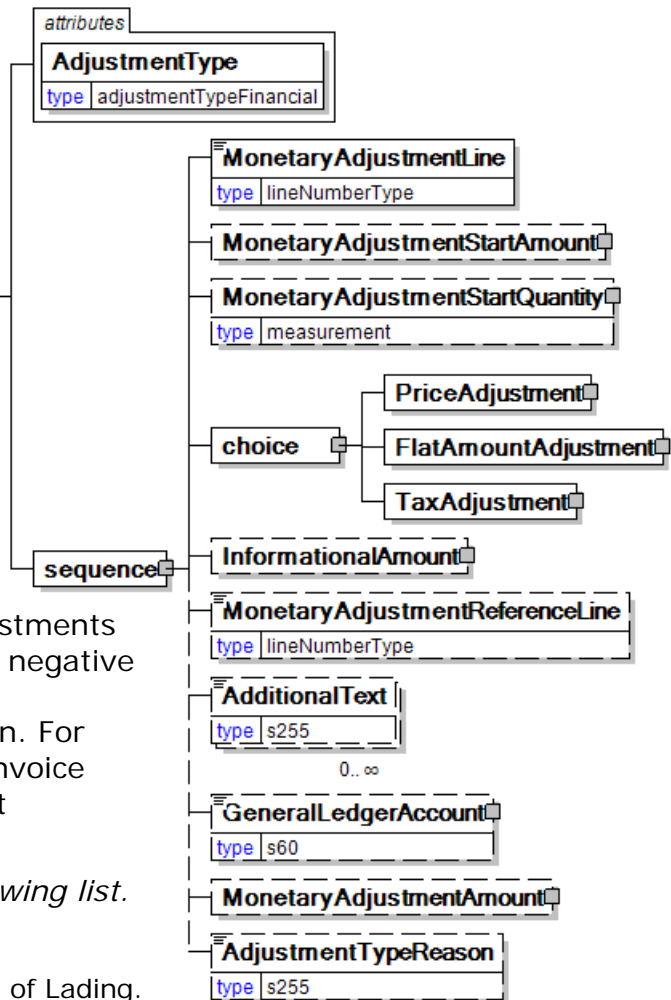 attributes
AdjustmentType
type adjustmentTypeFinancial
MonetaryAdjustmentLine
type lineNumberType
MonetaryAdjustmentStartAmount
MonetaryAdjustmentStartQuantity
type measurement
choice
PriceAdjustment
FlatAmountAdjustment
TaxAdjustment
sequence
InformationalAmount
MonetaryAdjustmentReferenceLine
type lineNumberType
AdditionalText
type s255
0..∞
GeneralLedgerAccount
type s60
MonetaryAdjustmentAmount
AdjustmentTypeReason
type s255
ustments
negative
n. For
nvoice
t
wing list.
of Lading.